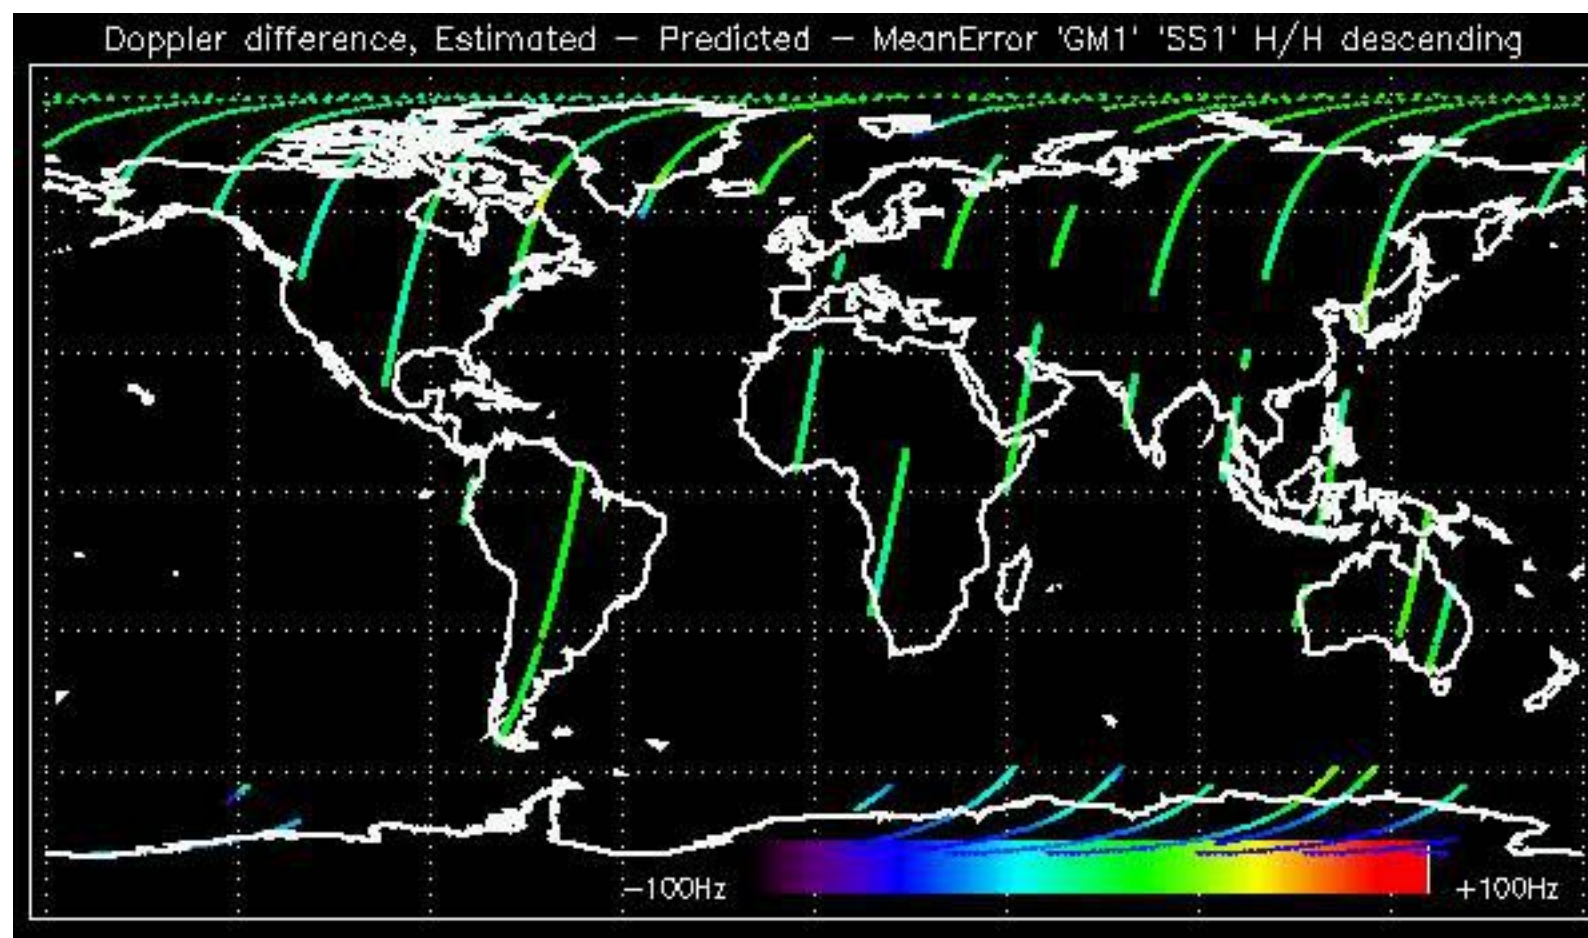 Doppler difference, Estimated – Predicted – MeanError 'GM1' 'SS1' H/H descending
-100Hz
+100Hz